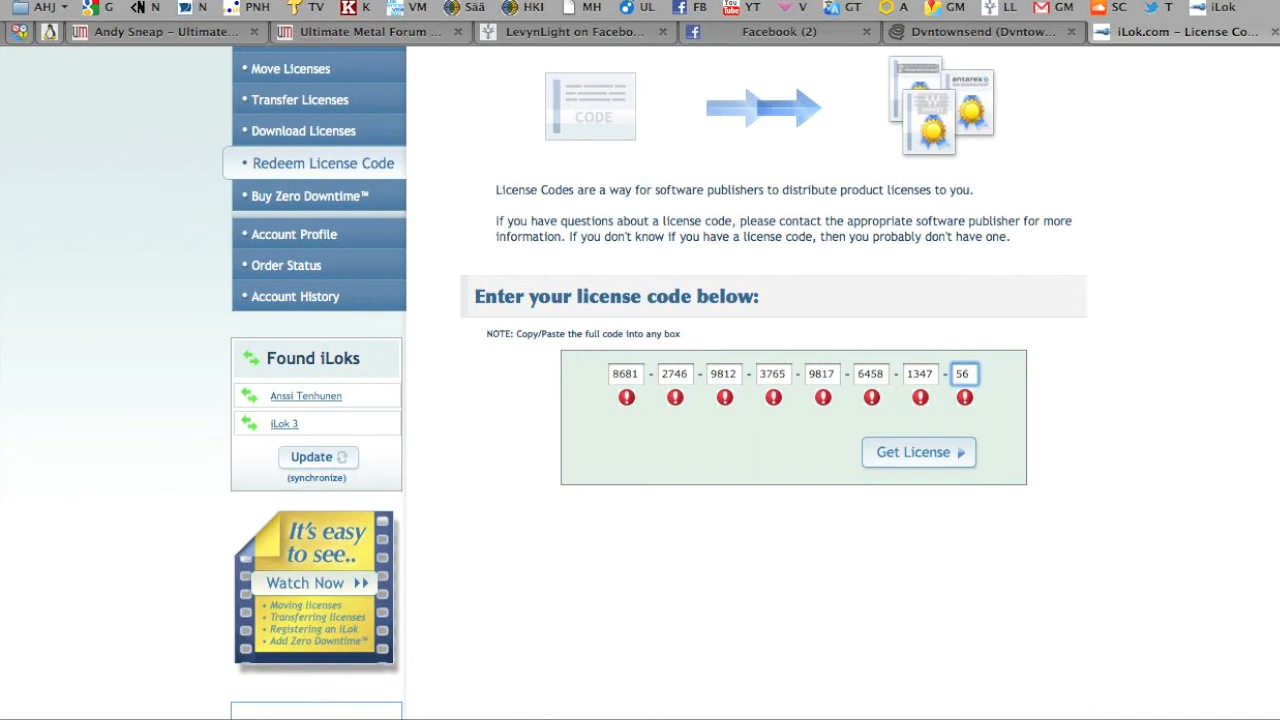 AHJ
N
N
PNH
TV
K
VM
Sää
HKI
MH
UL
FB
YT
V
GT
A
GM
LL
GM
SC
T
iLok
Andy Sneap – Ultimate...
Ultimate Metal Forum ...
LevynLight on Facebo...
Facebook (2)
Dvntownsend (Dvntow...
iLok.com – License Co...
• Move Licenses
• Transfer Licenses
• Download Licenses
• Redeem License Code
• Buy Zero Downtime™
• Account Profile
• Order Status
• Account History
CODE
antares
License Codes are a way for software publishers to distribute product licenses to you.
If you have questions about a license code, please contact the appropriate software publisher for more
information. If you don't know if you have a license code, then you probably don't have one.
Enter your license code below:
NOTE: Copy/Paste the full code into any box
8681 - 2746 - 9812 - 3765 - 9817 - 6458 - 1347 - 56
Get License
Found iLoks
Anssi Tenhunen
iLok 3
Update
(synchronize)
It's easy
to see..
Watch Now
• Moving licenses
• Transferring licenses
• Registering an iLok
• Add Zero Downtime™